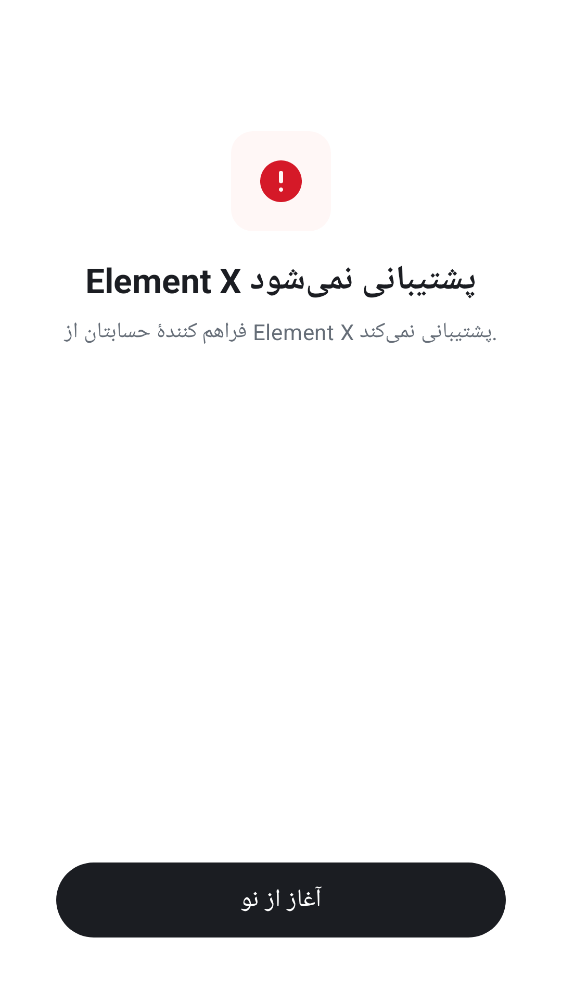 Element X پشتیبانی نمی‌شود
فراهم کنندهٔ حسابتان از Element X پشتیبانی نمی‌کند.
آغاز از نو